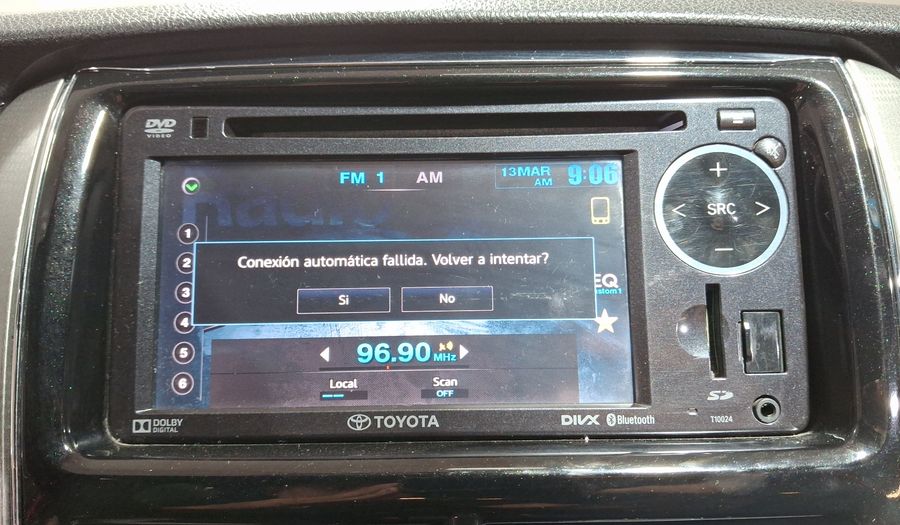 DVD
VIDEO
FM 1 AM
13MAR
AM 9:06
SRC
1
Conexión automática fallida. Volver a intentar?
2
Si No
EQ
3
4
96.90 MHz
5
Local Scan
OFF
6
SD
DOLBY
DIGITAL
TOYOTA
DIVX
Bluetooth
T10024